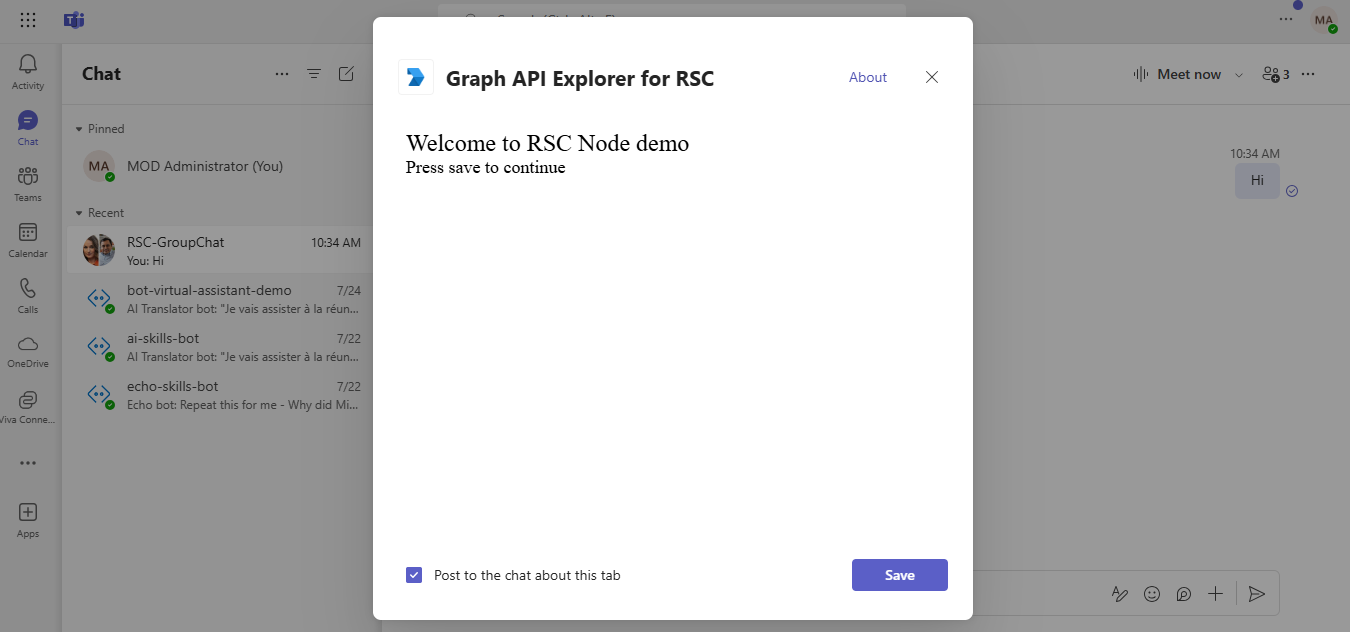 MA
Chat
Meet now
3
Activity
Chat
Teams
Calendar
Calls
OneDrive
Viva Conne...
Apps
Pinned
MA
MOD Administrator (You)
Recent
RSC-GroupChat
10:34 AM
You: Hi
bot-virtual-assistant-demo
7/24
AI Translator bot: "Je vais assister à la réun...
ai-skills-bot
7/22
AI Translator bot: "Je vais assister à la réun...
echo-skills-bot
7/22
Echo bot: Repeat this for me - Why did Mi...
Graph API Explorer for RSC
About
Welcome to RSC Node demo
Press save to continue
Post to the chat about this tab
Save
10:34 AM
Hi